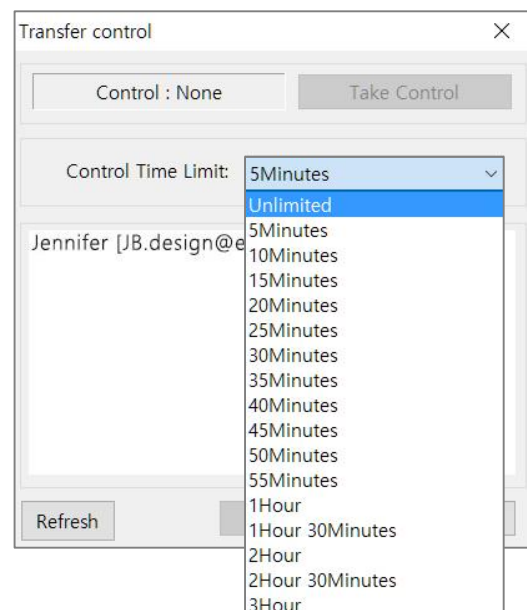 Transfer control
Control : None
Take Control
Control Time Limit:
5Minutes
Unlimited
5Minutes
10Minutes
15Minutes
20Minutes
25Minutes
30Minutes
35Minutes
40Minutes
45Minutes
50Minutes
55Minutes
1Hour
1Hour 30Minutes
2Hour
2Hour 30Minutes
3Hour
Jennifer [JB.design@e
Refresh